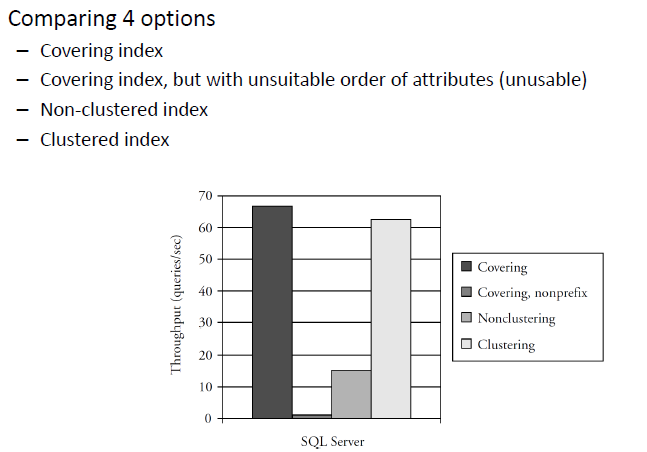 Comparing 4 options
– Covering index
– Covering index, but with unsuitable order of attributes (unusable)
– Non-clustered index
– Clustered index
Throughput (queries/sec)
70
60
50
40
30
20
10
0
SQL Server
Covering
Covering, nonprefix
Nonclustering
Clustering